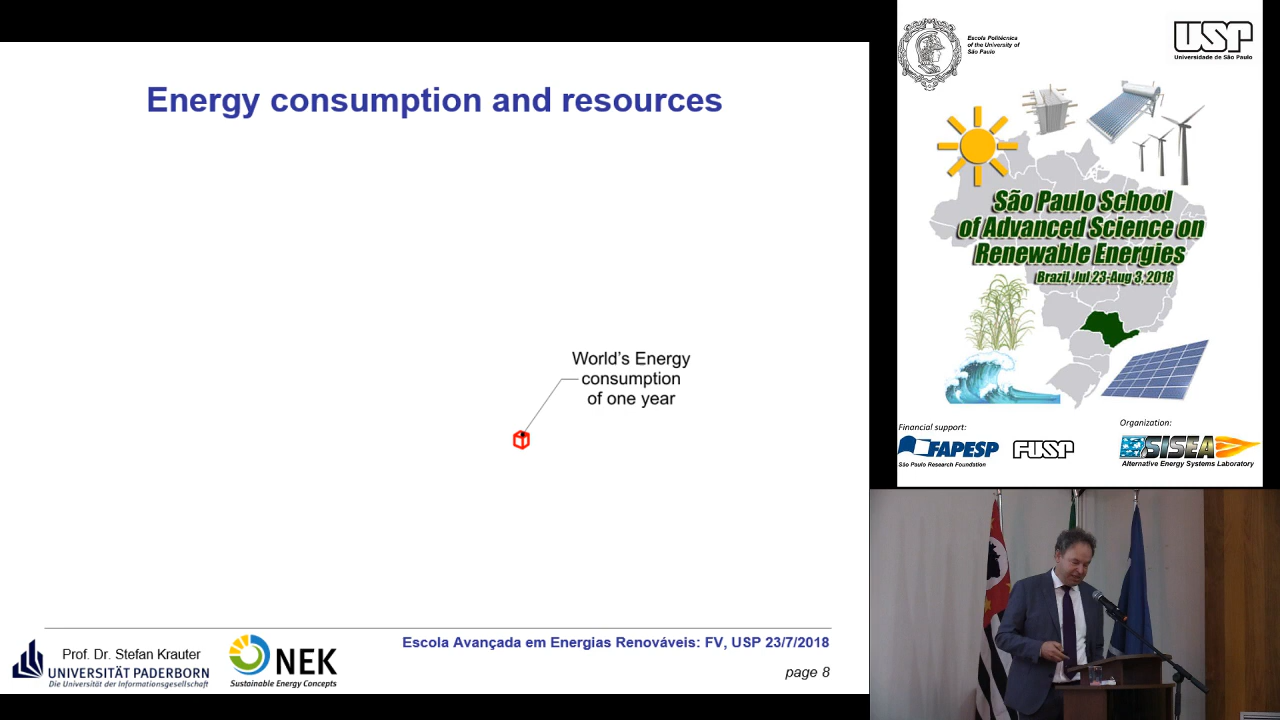 Energy consumption and resources
World's Energy
consumption
of one year
Prof. Dr. Stefan Krauter
UNIVERSITÄT PADERBORN
Die Universität der Informationsgesellschaft
NEK
Sustainable Energy Concepts
Escola Avançada em Energias Renováveis: FV, USP 23/7/2018
page 8
Escola Politécnica
of the University of
São Paulo
USP
Universidade de São Paulo
São Paulo School
of Advanced Science on
Renewable Energies
Brazil, Jul 23-Aug 3, 2018
Financial support:
FAPESP
São Paulo Research Foundation
FUSP
Organization:
SISEA
Alternative Energy Systems Laboratory